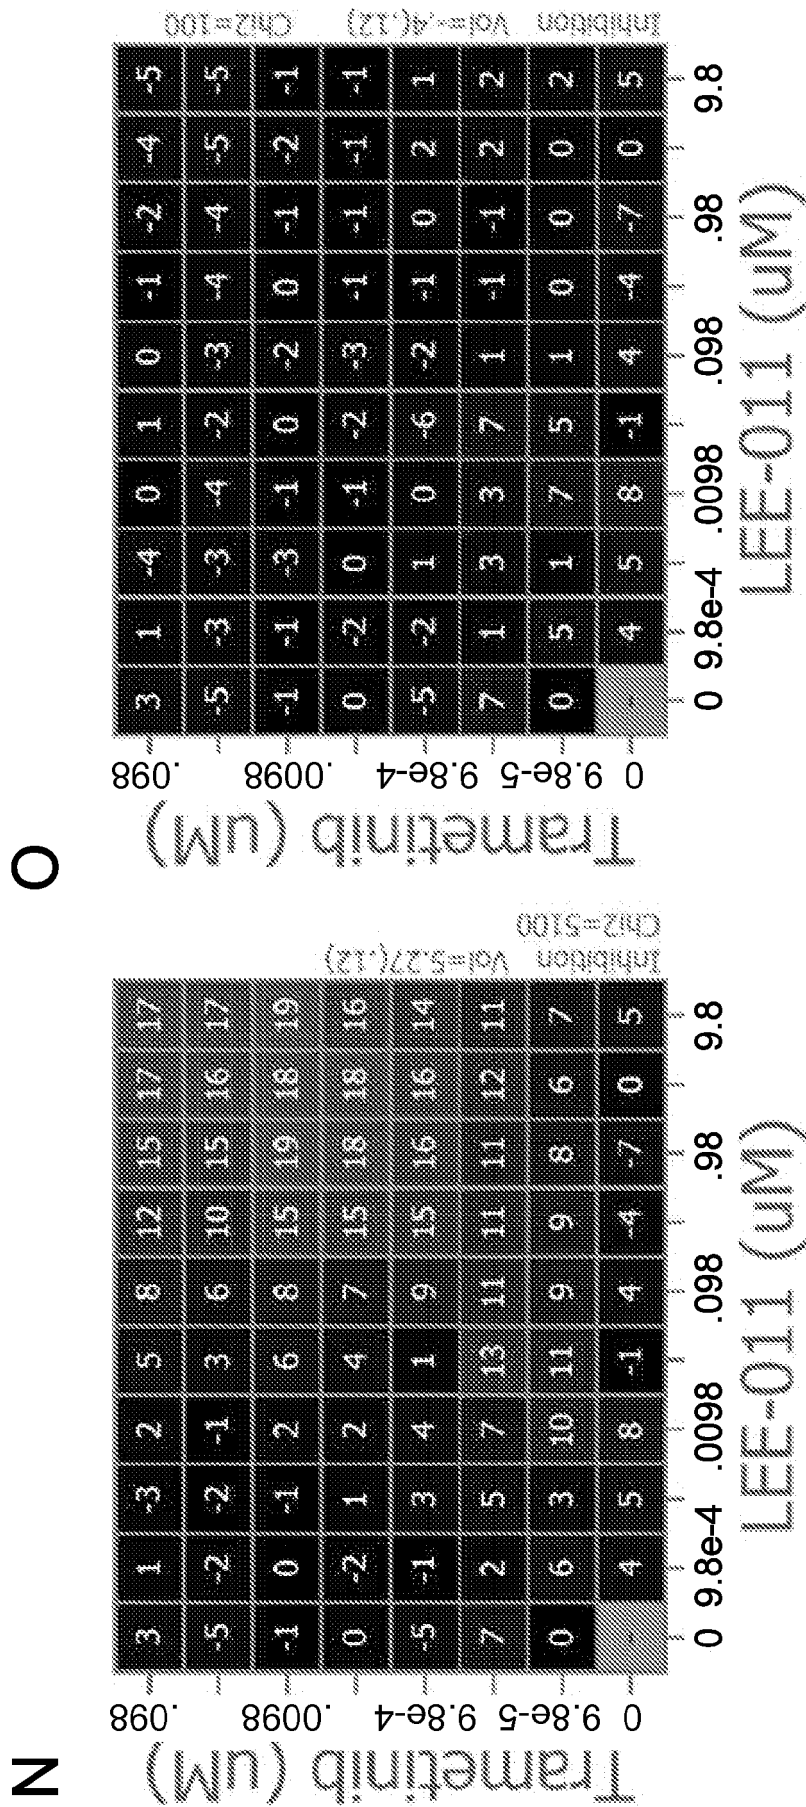 N
Trametinib (uM)
.098 3 1 -3 2 5 8 12 15 17 17
-5 -2 -2 -1 3 6 10 15 16 17
.0098 -1 0 -1 2 6 8 15 19 18 19
0 -2 1 2 4 7 15 18 18 16
9.8e-4 -5 -1 3 4 1 9 15 16 16 14
7 2 5 7 13 11 11 11 12 11
9.8e-5 0 6 3 10 11 9 9 8 6 7
0 4 5 8 -1 4 -4 -7 0 5
0 9.8e-4 .0098 .098 .98 9.8
LEE-011 (uM)
Inhibition Vol=5.27(.12)
Chi2=5100
O
Trametinib (uM)
.098 3 1 -4 0 1 0 -1 -2 -4 -5
-5 -3 -3 -4 -2 -3 -4 -4 -5 -5
.0098 -1 -1 -3 -1 0 -2 0 -1 -2 -1
0 -2 0 -1 -2 -3 -1 -1 -1 -1
9.8e-4 -5 -2 1 0 -6 -2 -1 0 2 1
7 1 3 3 7 1 -1 -1 2 2
9.8e-5 0 5 1 7 5 1 0 0 0 2
0 4 5 8 -1 4 -4 -7 0 5
0 9.8e-4 .0098 .098 .98 9.8
LEE-011 (uM)
Inhibition Vol=-.4(.12) Chi2=100